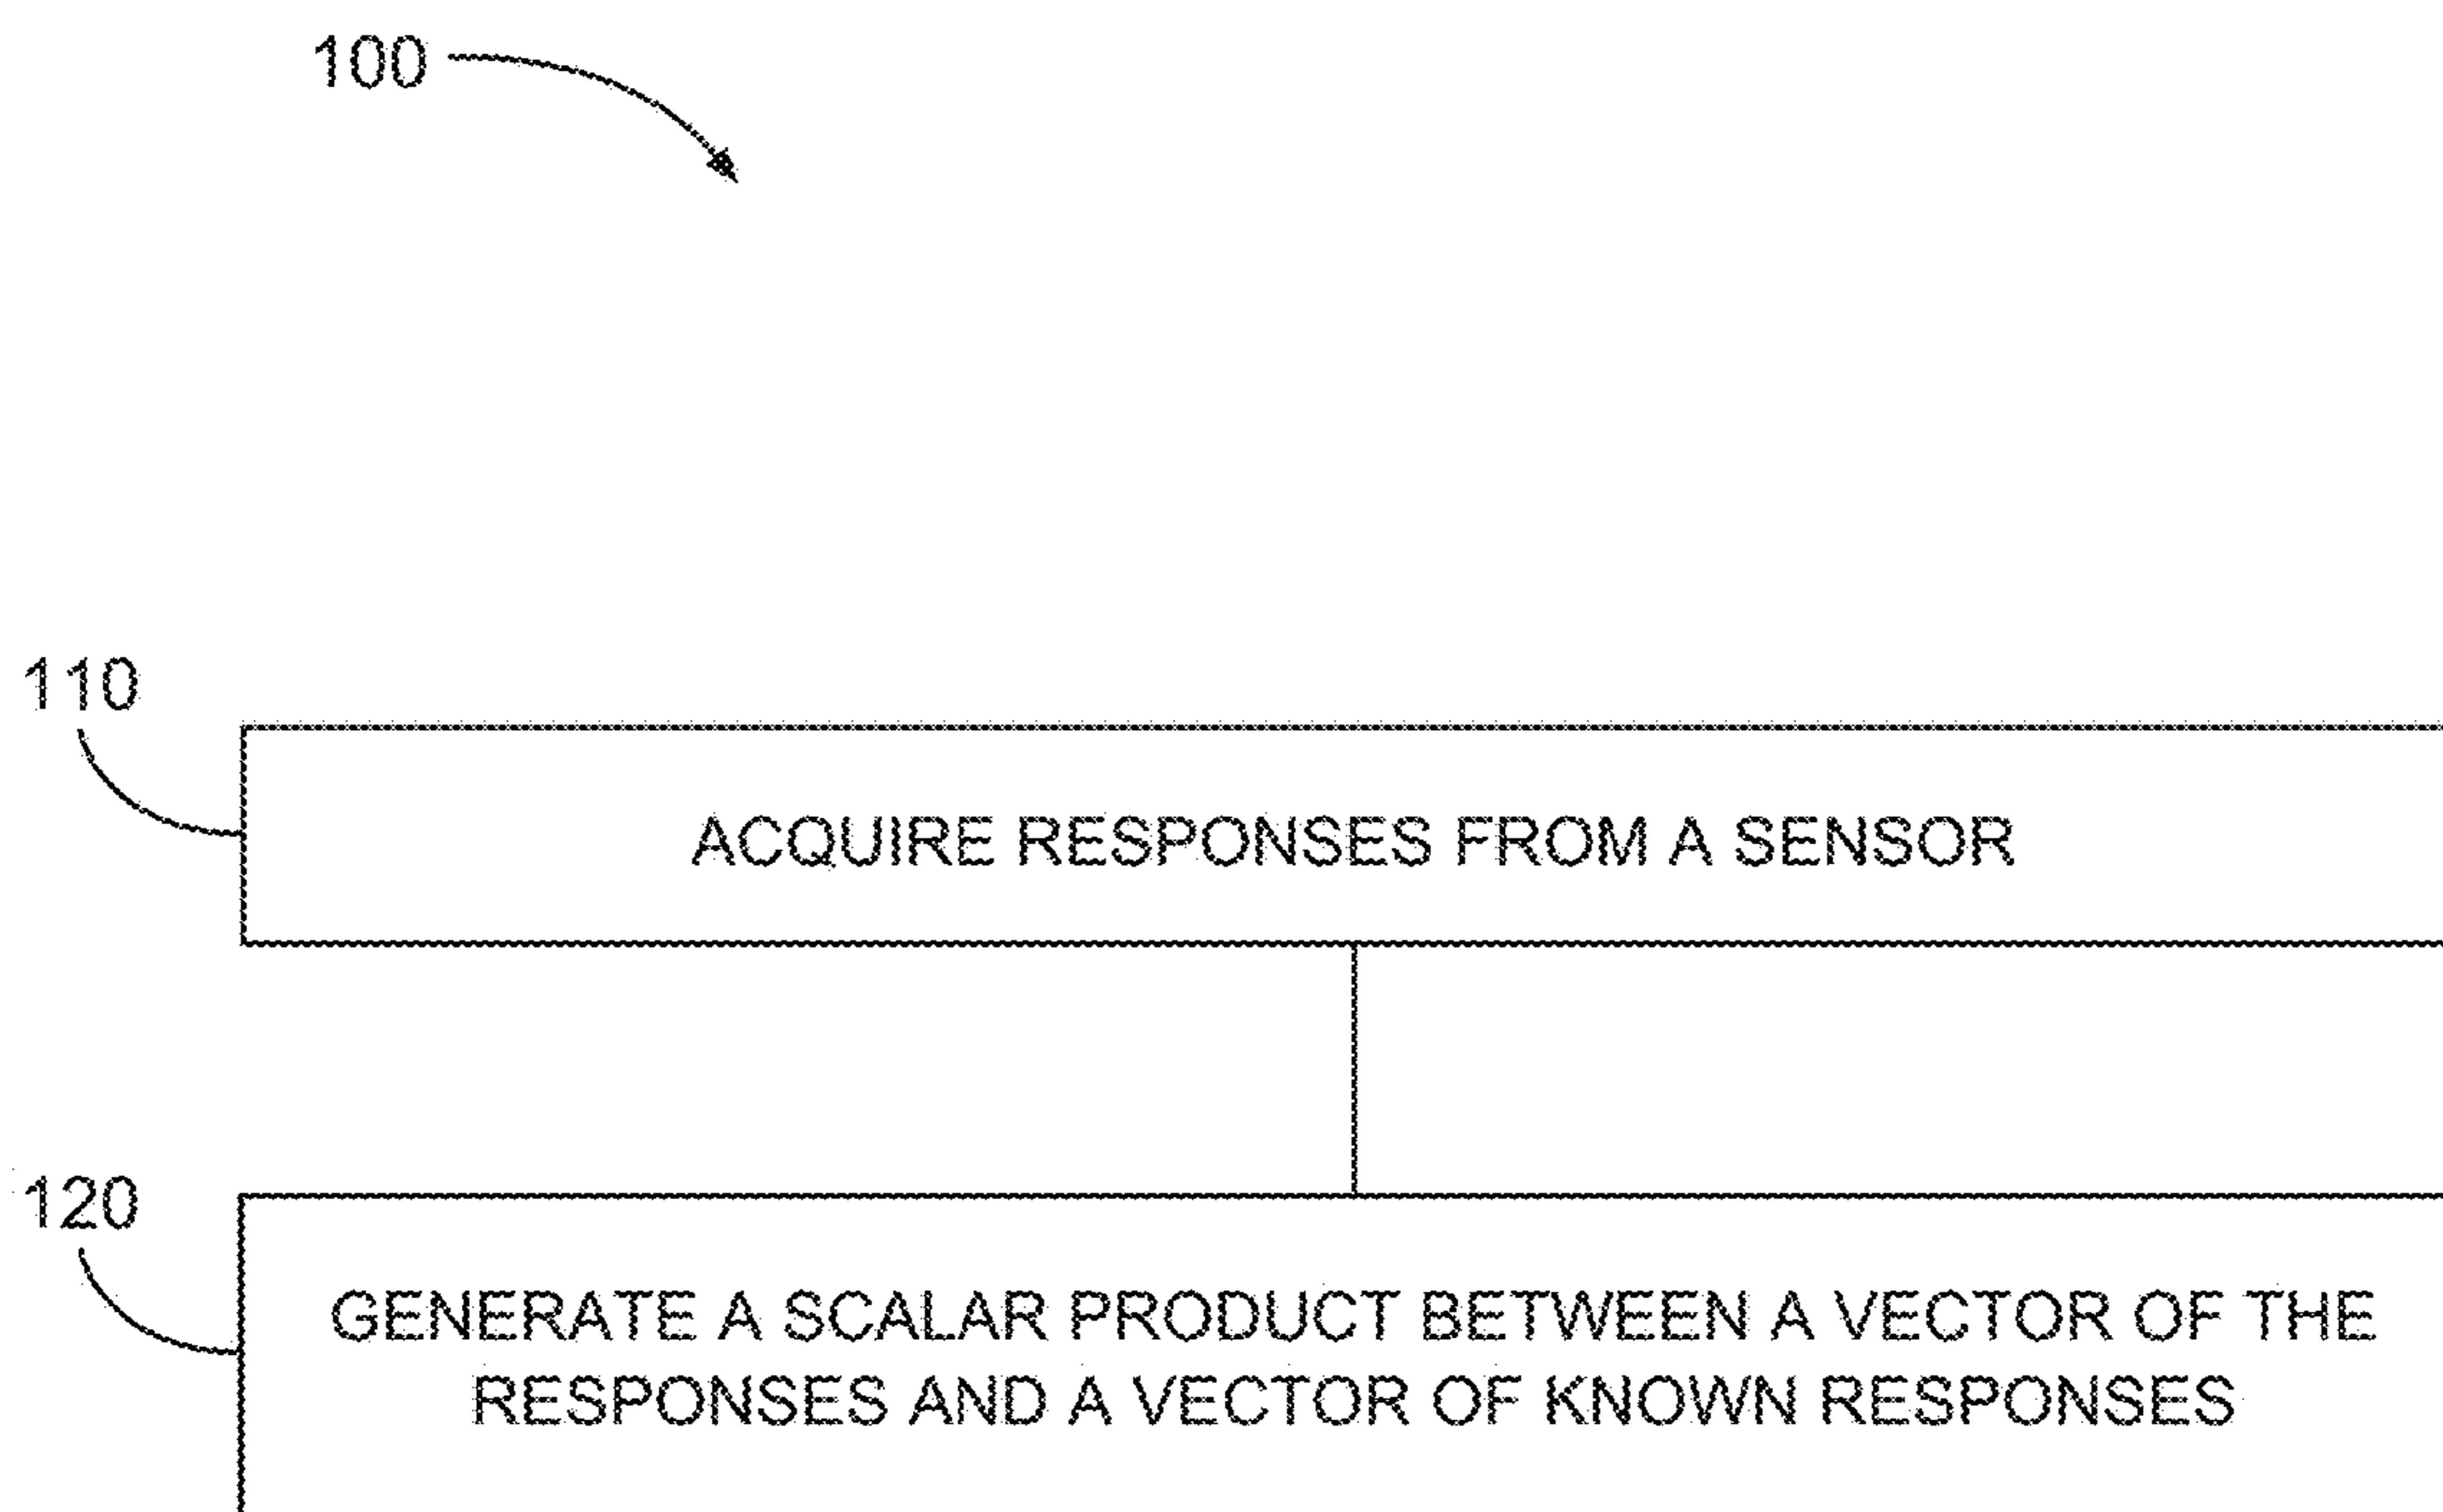 100
110
ACQUIRE RESPONSES FROM A SENSOR
120
GENERATE A SCALAR PRODUCT BETWEEN A VECTOR OF THE
RESPONSES AND A VECTOR OF KNOWN RESPONSES